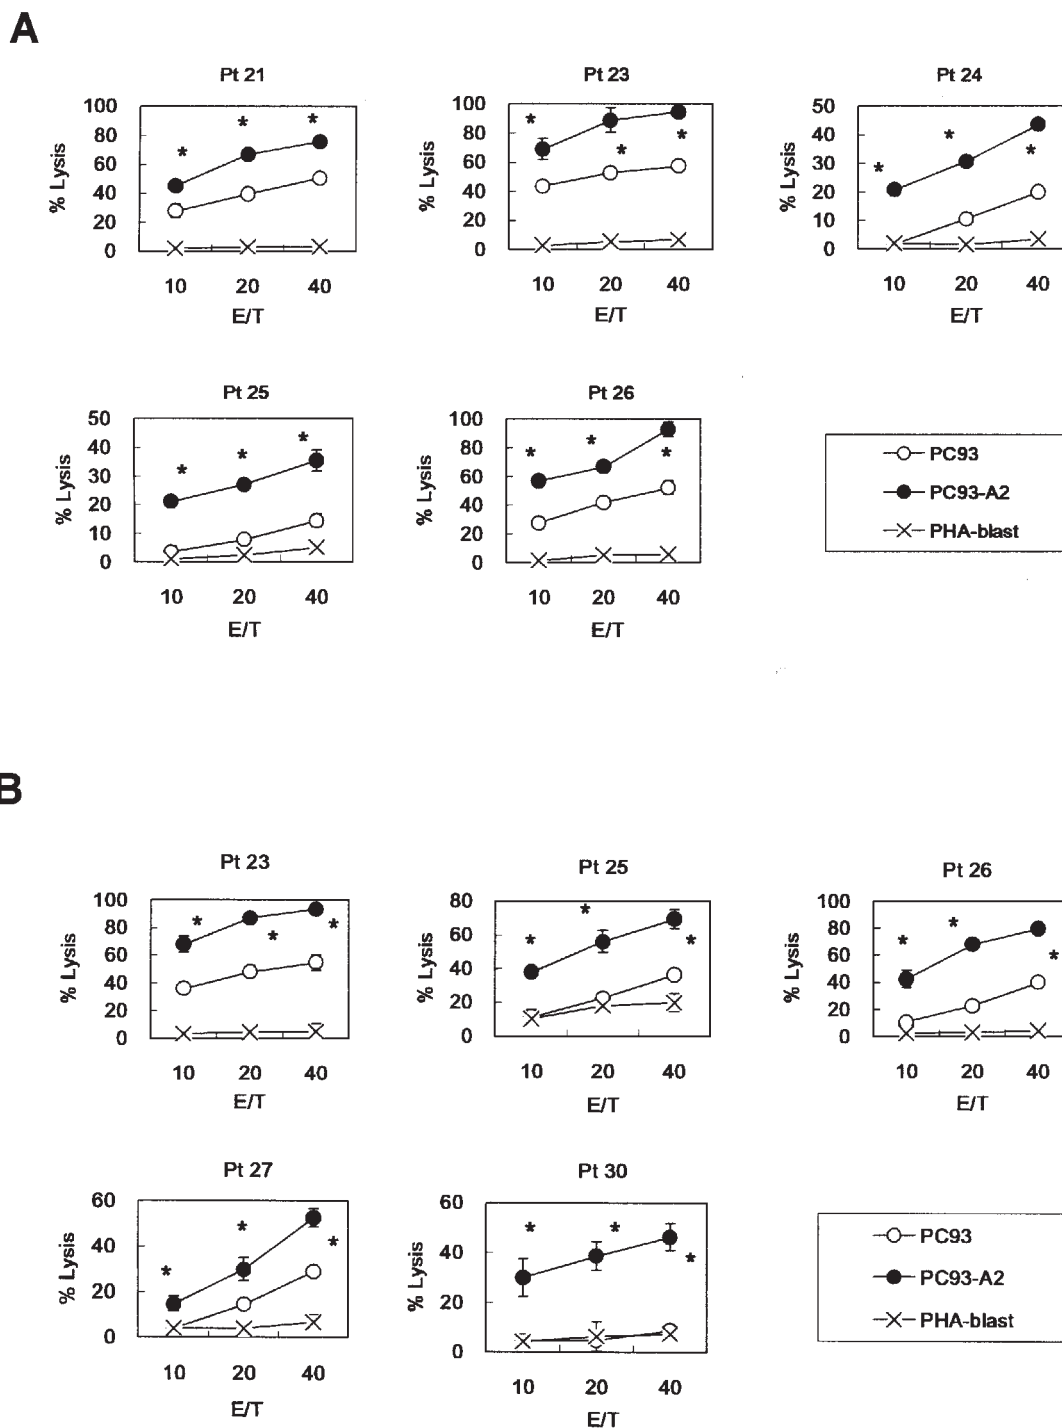 A
Pt 21
100
80
60
40
20
0
% Lysis
* * *
10 20 40
E/T
Pt 23
100
80
60
40
20
0
% Lysis
* * *
10 20 40
E/T
Pt 24
50
40
30
20
10
0
% Lysis
* * *
10 20 40
E/T
Pt 25
50
40
30
20
10
0
% Lysis
* * *
10 20 40
E/T
Pt 26
100
80
60
40
20
0
% Lysis
* * *
10 20 40
E/T
PC93
PC93-A2
PHA-blast
B
Pt 23
100
80
60
40
20
0
% Lysis
* * *
10 20 40
E/T
Pt 25
80
60
40
20
0
% Lysis
* * *
10 20 40
E/T
Pt 26
100
80
60
40
20
0
% Lysis
* * *
10 20 40
E/T
Pt 27
60
40
20
0
% Lysis
* * *
10 20 40
E/T
Pt 30
60
40
20
0
% Lysis
* * *
10 20 40
E/T
PC93
PC93-A2
PHA-blast